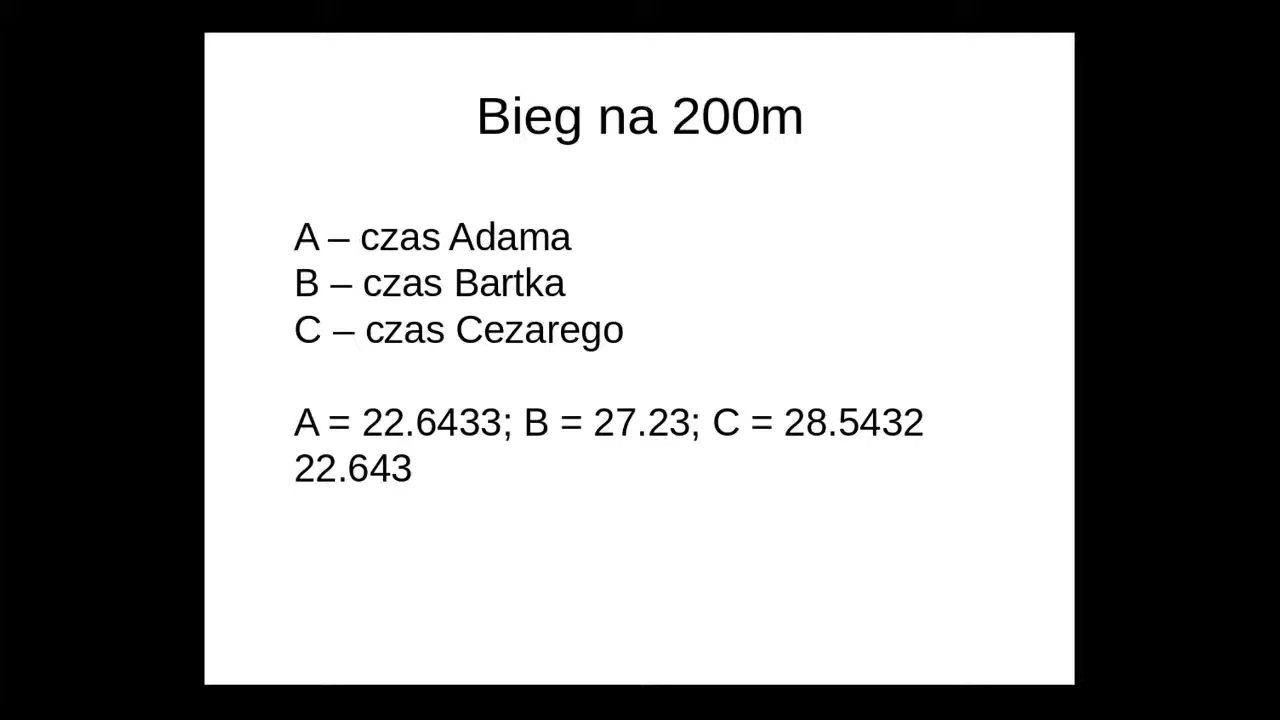 Bieg na 200m
A – czas Adama
B – czas Bartka
C – czas Cezarego
A = 22.6433; B = 27.23; C = 28.5432
22.643